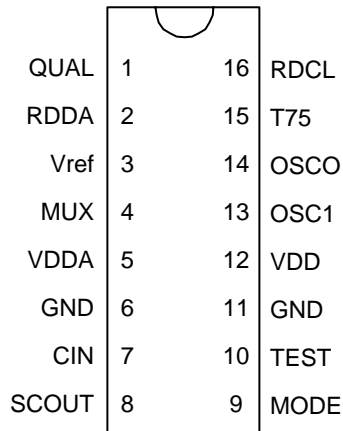 QUAL 1 16 RDCL
RDDA 2 15 T75
Vref 3 14 OSCO
MUX 4 13 OSC1
VDDA 5 12 VDD
GND 6 11 GND
CIN 7 10 TEST
SCOUT 8 9 MODE